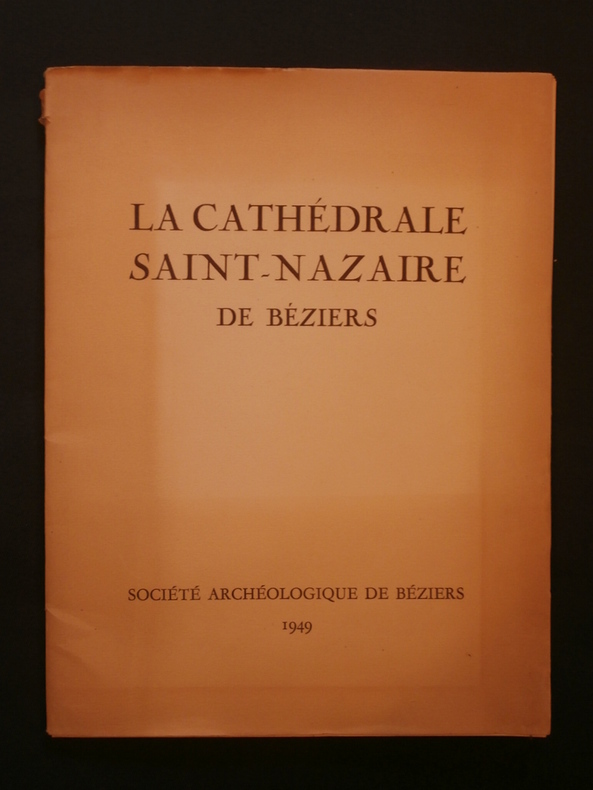 LA CATHÉDRALE
SAINT-NAZAIRE
DE BÉZIERS
SOCIÉTÉ ARCHÉOLOGIQUE DE BÉZIERS
1949